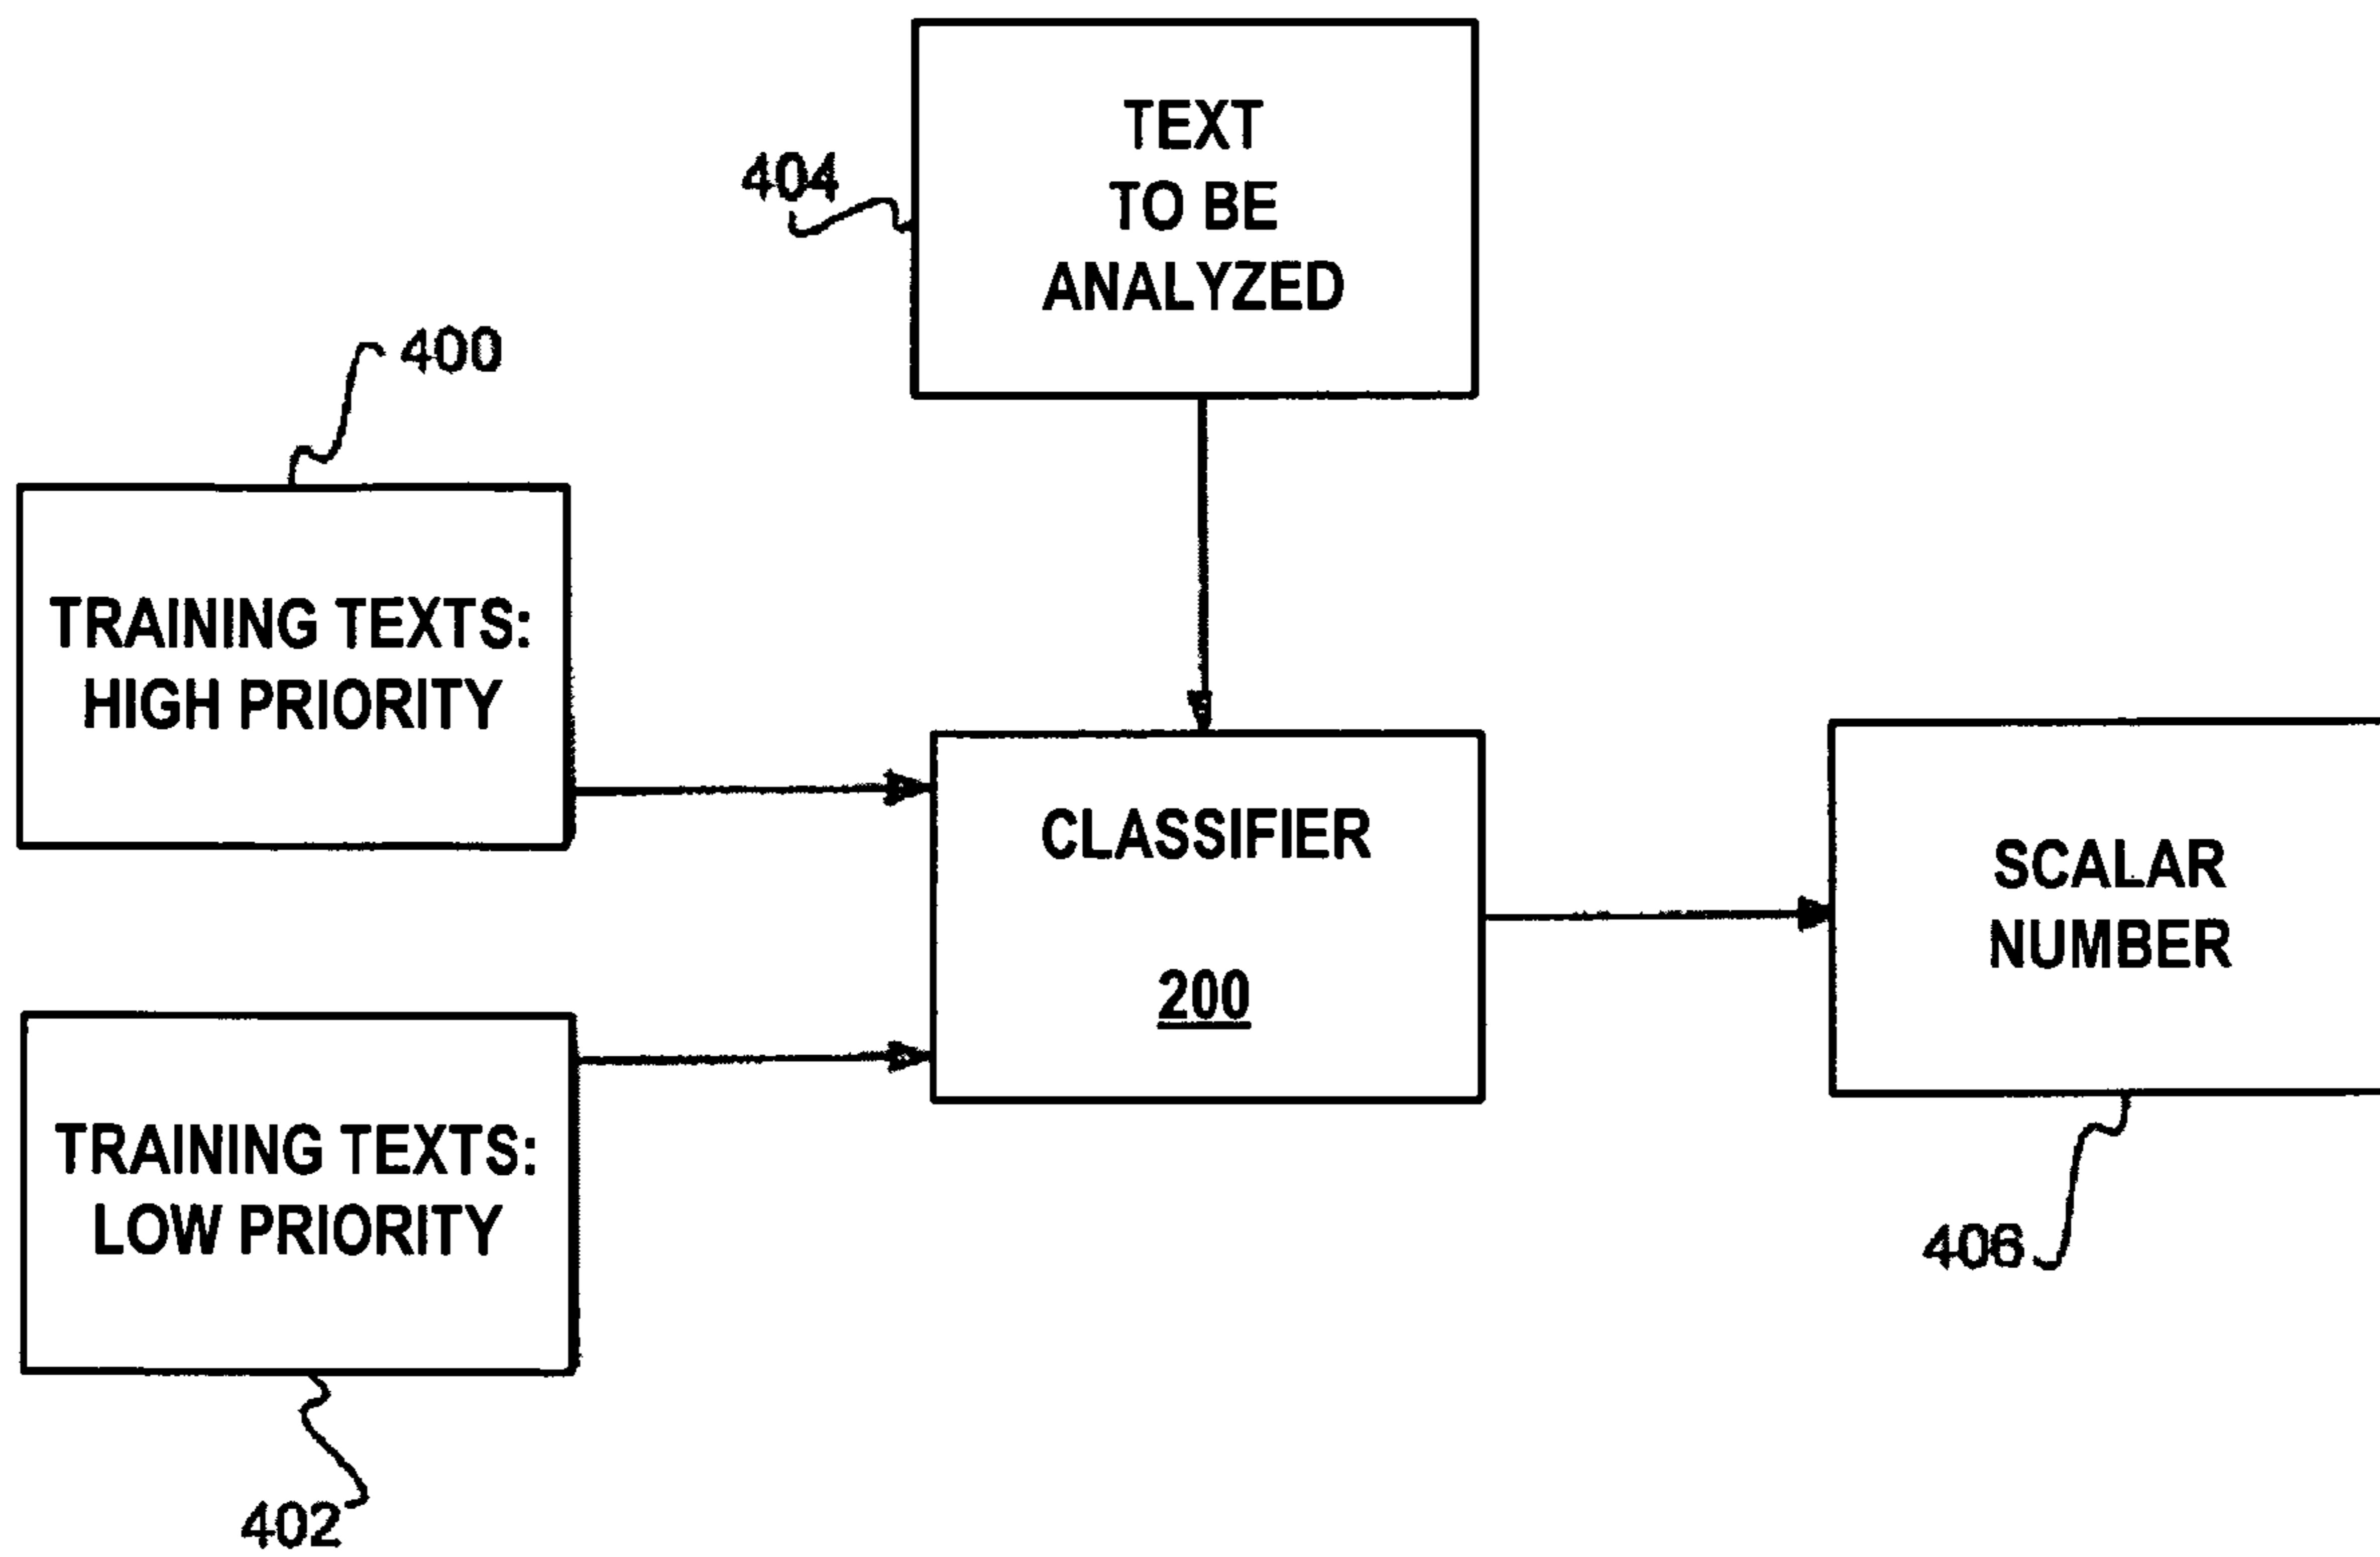 TEXT
TO BE
ANALYZED
404
400
TRAINING TEXTS:
HIGH PRIORITY
CLASSIFIER
200
SCALAR
NUMBER
TRAINING TEXTS:
LOW PRIORITY
406
402